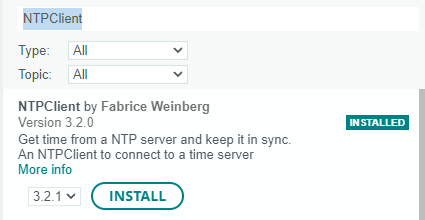 NTPClient
Type: All
Topic: All
NTPClient by Fabrice Weinberg
Version 3.2.0 INSTALLED
Get time from a NTP server and keep it in sync.
An NTPClient to connect to a time server
More info
3.2.1 INSTALL